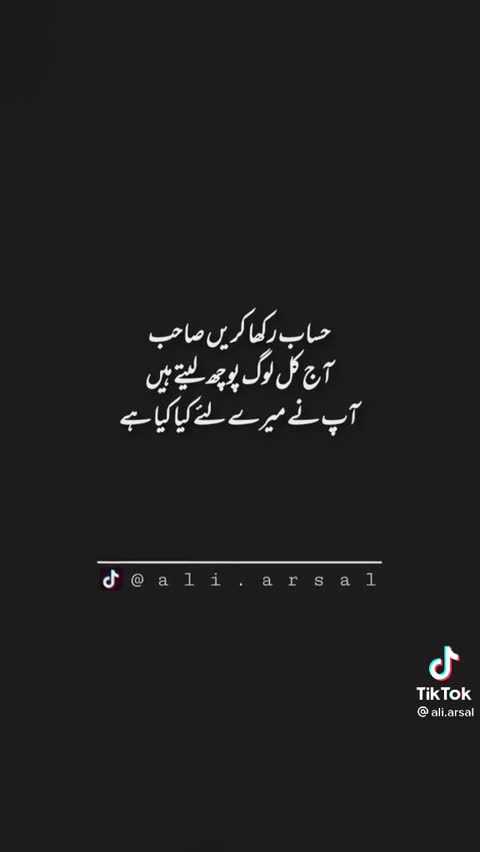 حساب رکھا کریں صاحب
آج کل لوگ پوچھ لیتے ہیں
آپ نے میرے لئے کیا کیا ہے
@ali.arsal
TikTok
@ali.arsal